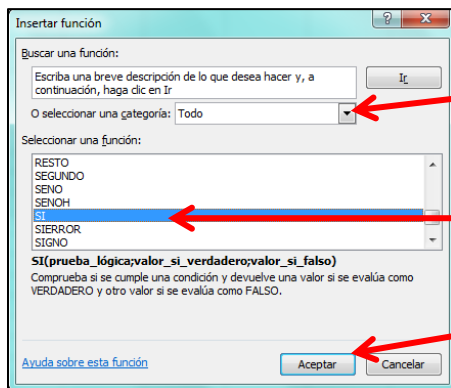 Insertar función
Buscar una función:
Escriba una breve descripción de lo que desea hacer y, a
continuación, haga clic en Ir
Ir
O seleccionar una categoría: Todo
Seleccionar una función:
RESTO
SEGUNDO
SENO
SENOH
SI
SIERROR
SIGNO
SI(prueba_lógica;valor_si_verdadero;valor_si_falso)
Comprueba si se cumple una condición y devuelve una valor si se evalúa como
VERDADERO y otro valor si se evalúa como FALSO.
Ayuda sobre esta función
Aceptar
Cancelar